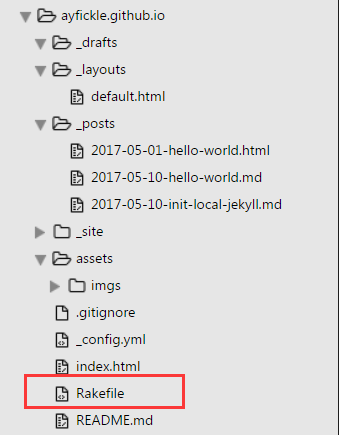 ayfickle.github.io
_drafts
_layouts
default.html
_posts
2017-05-01-hello-world.html
2017-05-10-hello-world.md
2017-05-10-init-local-jekyll.md
_site
assets
imgs
.gitignore
_config.yml
index.html
Rakefile
README.md